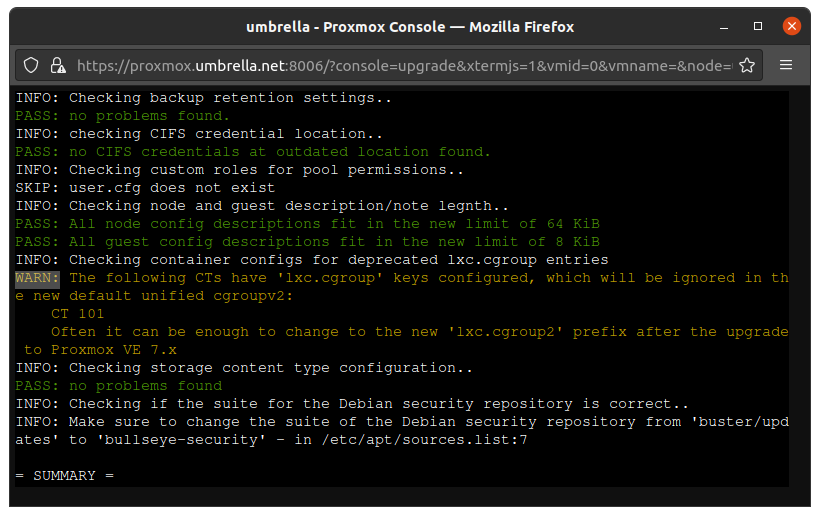 umbrella - Proxmox Console — Mozilla Firefox
https://proxmox.umbrella.net:8006/?console=upgrade&xtermjs=1&vmid=0&vmname=&node=
INFO: Checking backup retention settings..
PASS: no problems found.
INFO: checking CIFS credential location..
PASS: no CIFS credentials at outdated location found.
INFO: Checking custom roles for pool permissions..
SKIP: user.cfg does not exist
INFO: Checking node and guest description/note legnth..
PASS: All node config descriptions fit in the new limit of 64 KiB
PASS: All guest config descriptions fit in the new limit of 8 KiB
INFO: Checking container configs for deprecated lxc.cgroup entries
WARN: The following CTs have 'lxc.cgroup' keys configured, which will be ignored in th
e new default unified cgroupv2:
CT 101
Often it can be enough to change to the new 'lxc.cgroup2' prefix after the upgrade
to Proxmox VE 7.x
INFO: Checking storage content type configuration..
PASS: no problems found
INFO: Checking if the suite for the Debian security repository is correct..
INFO: Make sure to change the suite of the Debian security repository from 'buster/upd
ates' to 'bullseye-security' - in /etc/apt/sources.list:7
= SUMMARY =